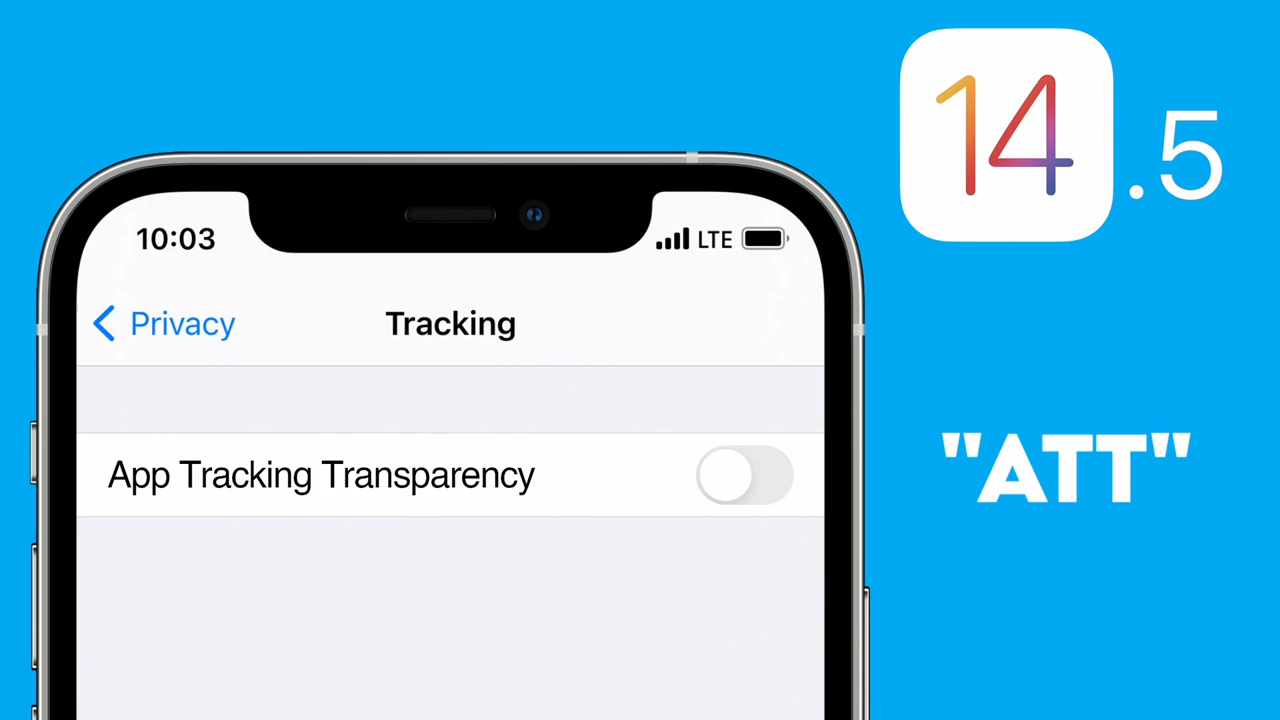 14.5
10:03 LTE
Privacy Tracking
App Tracking Transparency
"ATT"